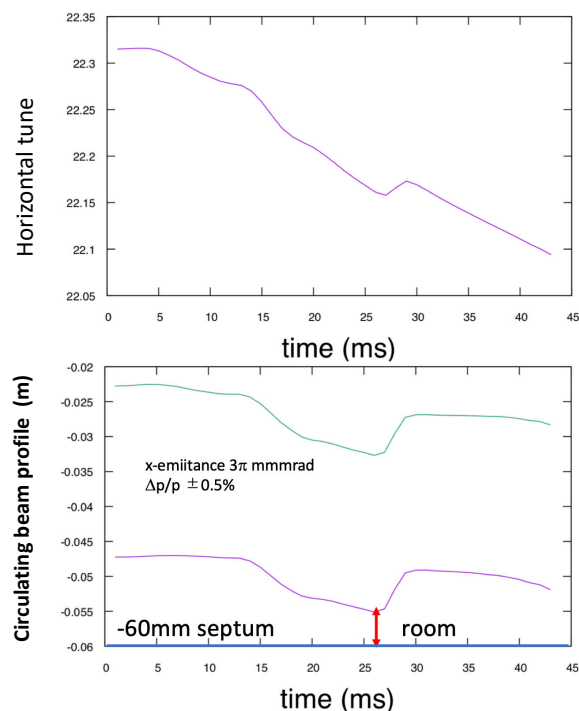 22.3
22.25
22.2
22.15
22.1
22.05
Horizontal tune
0 5 10 15 20 25 30 35 40 45
time (ms)
-0.02
-0.025
-0.03
-0.035
-0.04
-0.045
-0.05
-0.055
-0.06
Circulating beam profile (m)
x-emiitance 3π mmmrad
Δp/p ±0.5%
-60mm septum room
0 5 10 15 20 25 30 35 40 45
time (ms)